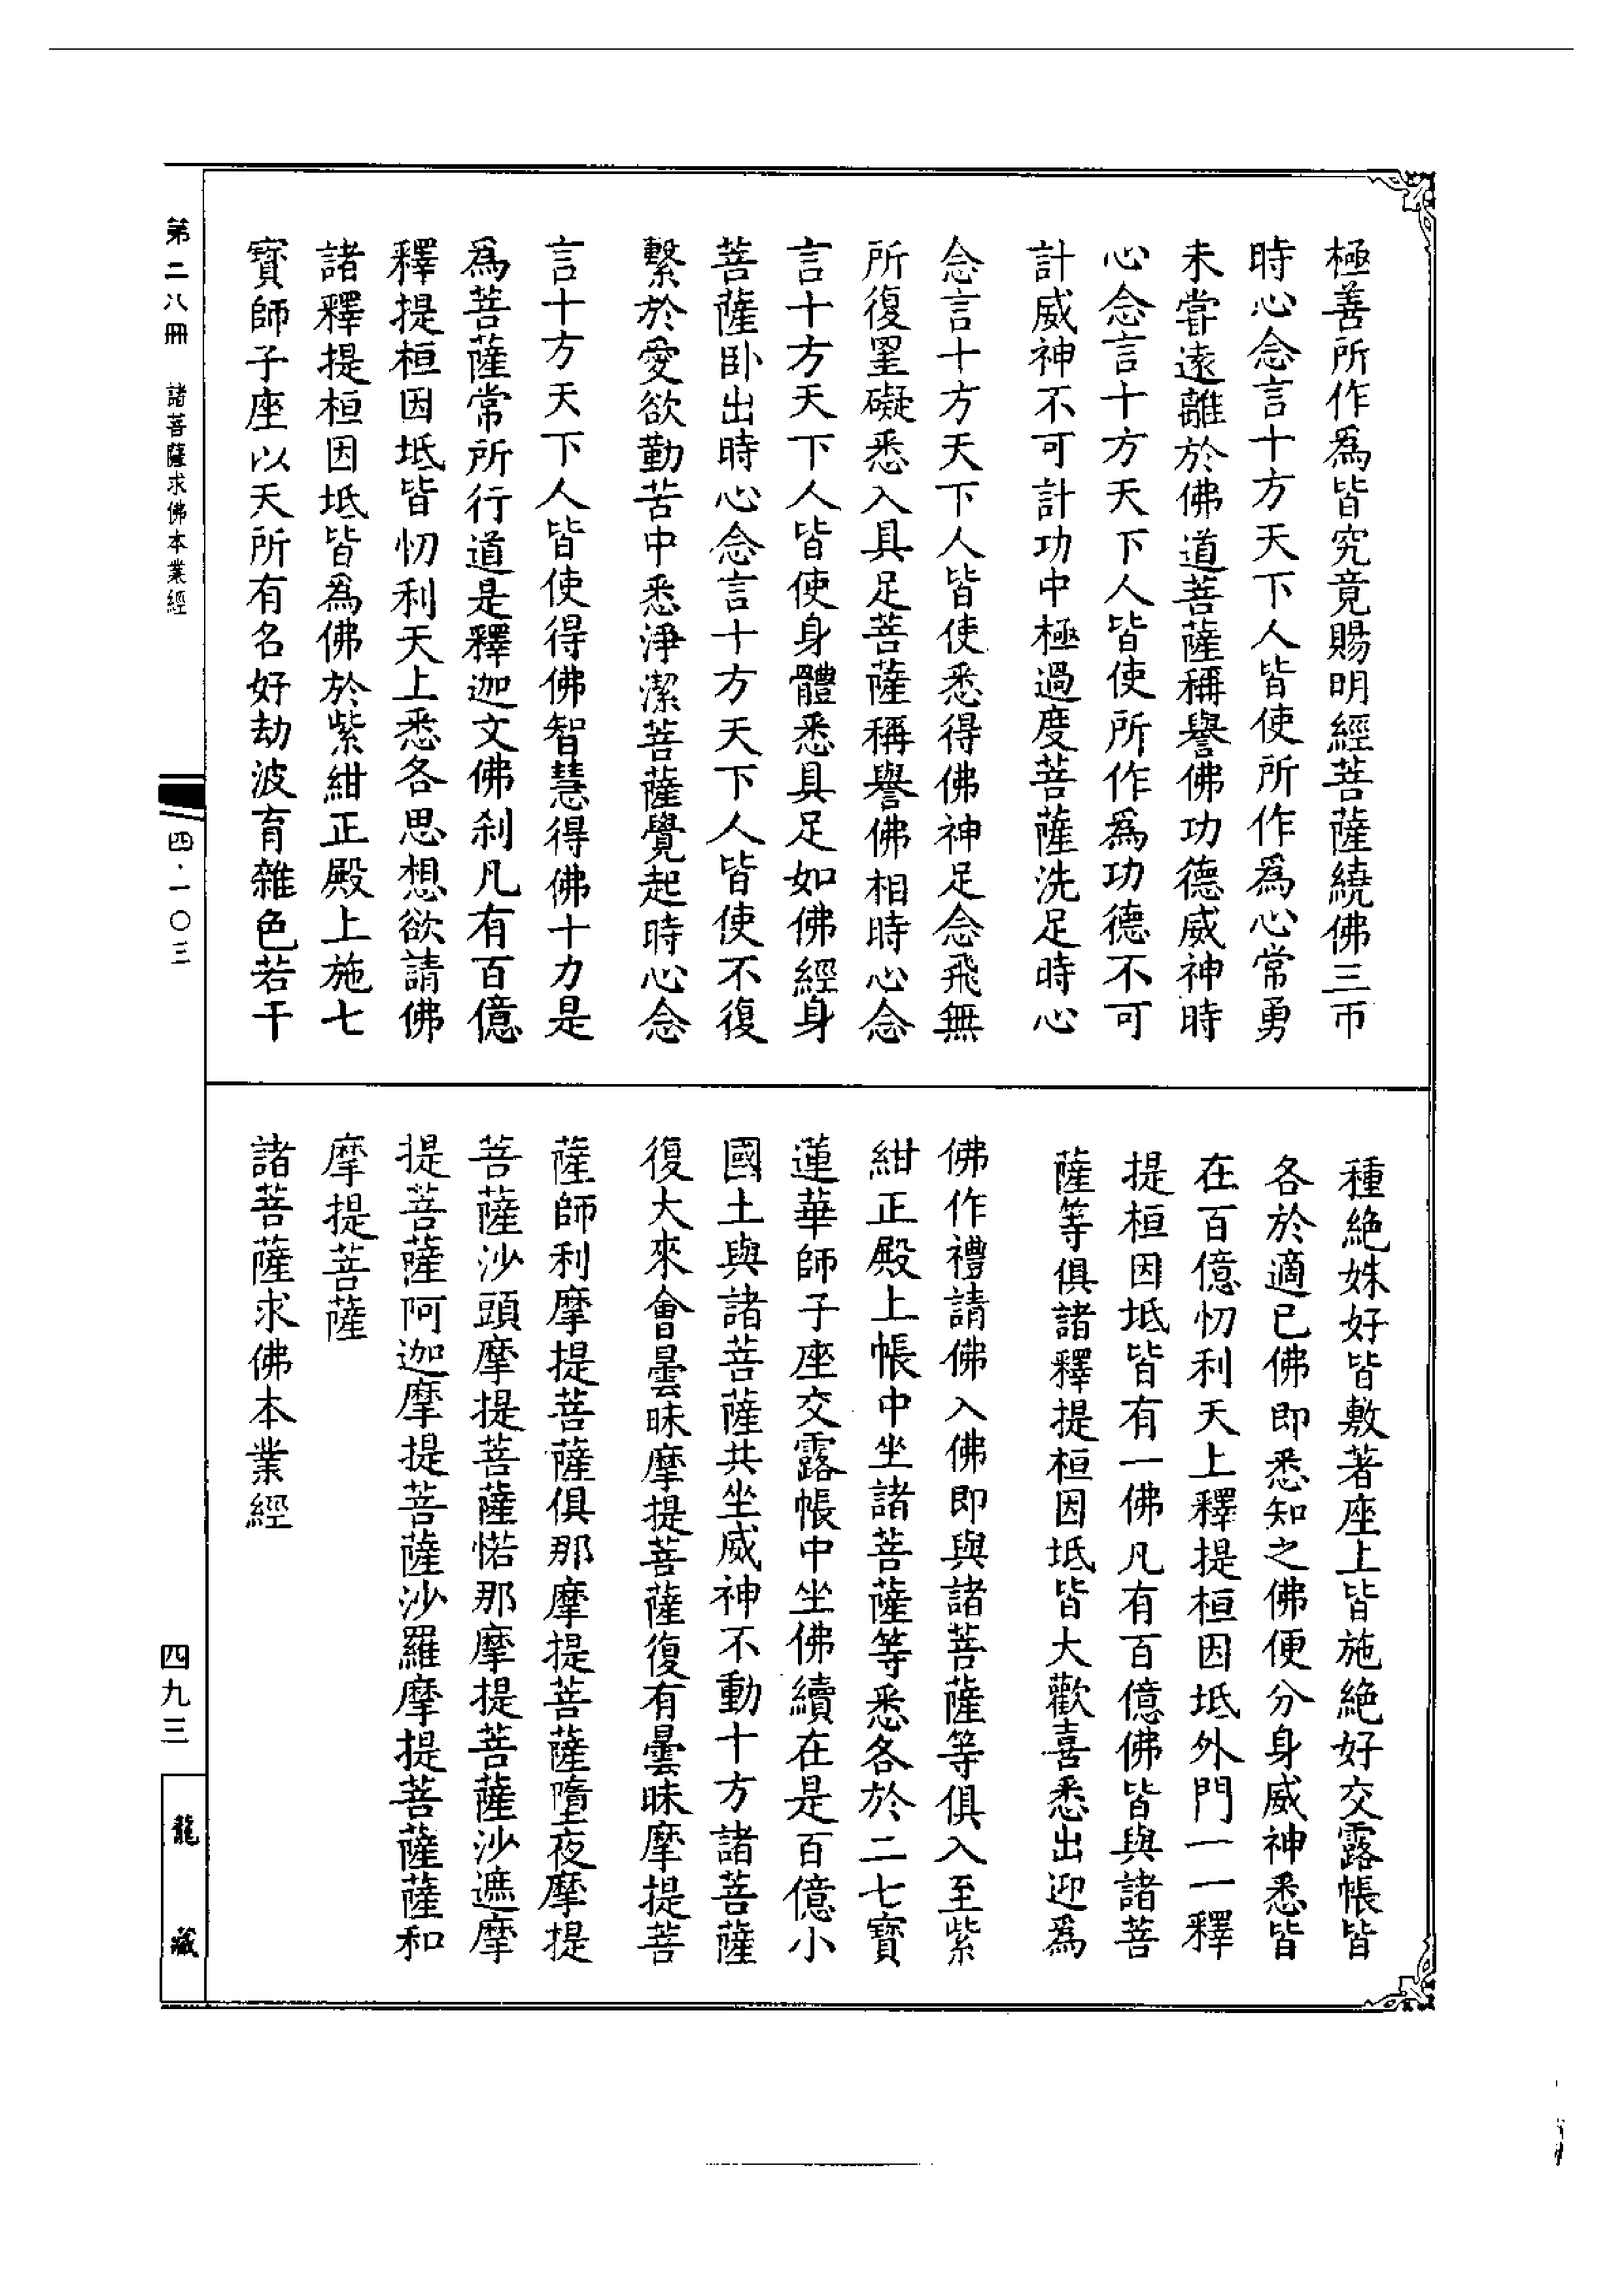 極善所作爲皆究竟賜明經菩薩繞佛三帀
時心念言十方天下人皆使所作爲心常勇
未嘗遠離於佛道菩薩稱譽佛功德威神時
心念言十方天下人皆使所作爲功德不可
計威神不可計功中極過度菩薩洗足時心
念言十方天下人皆使悉得佛神足念飛無
所復罣礙悉入具足菩薩稱譽佛相時心念
言十方天下人皆使身體悉具足如佛經身
菩薩卧出時心念言十方天下人皆使不復
繫於愛欲勤苦中悉淨潔菩薩覺起時心念
言十方天下人皆使得佛智慧得佛十力是
爲菩薩常所行道是釋迦文佛刹凡有百億
釋提桓因坻皆忉利天上悉各思想欲請佛
諸釋提桓因坻皆爲佛於紫紺正殿上施七
寶師子座以天所有名好劫波育雜色若干
種絶姝好皆敷著座上皆施絶好交露帳皆
各於適已佛即悉知之佛便分身威神悉皆
在百億忉利天上釋提桓因坻外門一一釋
提桓因坻皆有一佛凡有百億佛皆與諸菩
薩等俱諸釋提桓因坻皆大歡喜悉出迎爲
佛作禮請佛入佛即與諸菩薩等俱入至紫
紺正殿上帳中坐諸菩薩等悉各於二七寶
蓮華師子座交露帳中坐佛續在是百億小
國土與諸菩薩共坐威神不動十方諸菩薩
復大來會曇昧摩提菩薩復有曇昧摩提菩
薩師利摩提菩薩俱那摩提菩薩墮夜摩提
菩薩沙頭摩提菩薩惦那摩提菩薩沙遮摩
提菩薩阿迦摩提菩薩沙羅摩提菩薩薩和
摩提菩薩
諸菩薩求佛本業經
第二八冊　諸菩薩求佛本業經
四·一〇三
四九三
龍藏